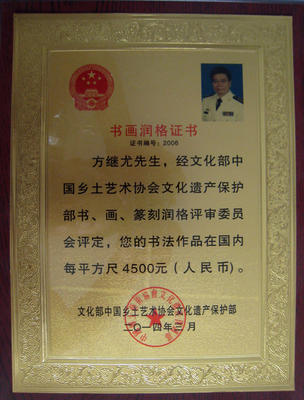 书画润格证书
证书编号：2006
方继尤先生，经文化部中
国乡土艺术协会文化遗产保护
部书、画、篆刻润格评审委员
会评定，您的书法作品在国内
每平方尺4500元（人民币）。
文化部中国乡土艺术协会文化遗产保护部
二〇一四年三月